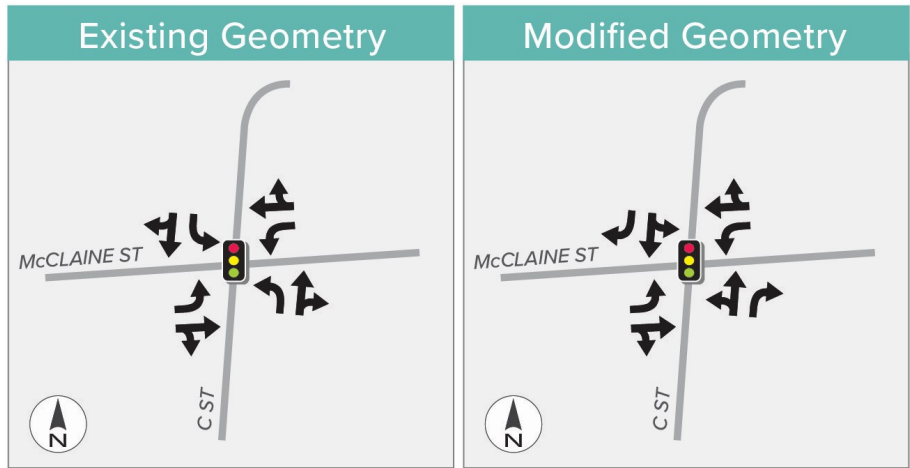 Existing Geometry
McCLAINE ST
C ST
N
Modified Geometry
McCLAINE ST
C ST
N